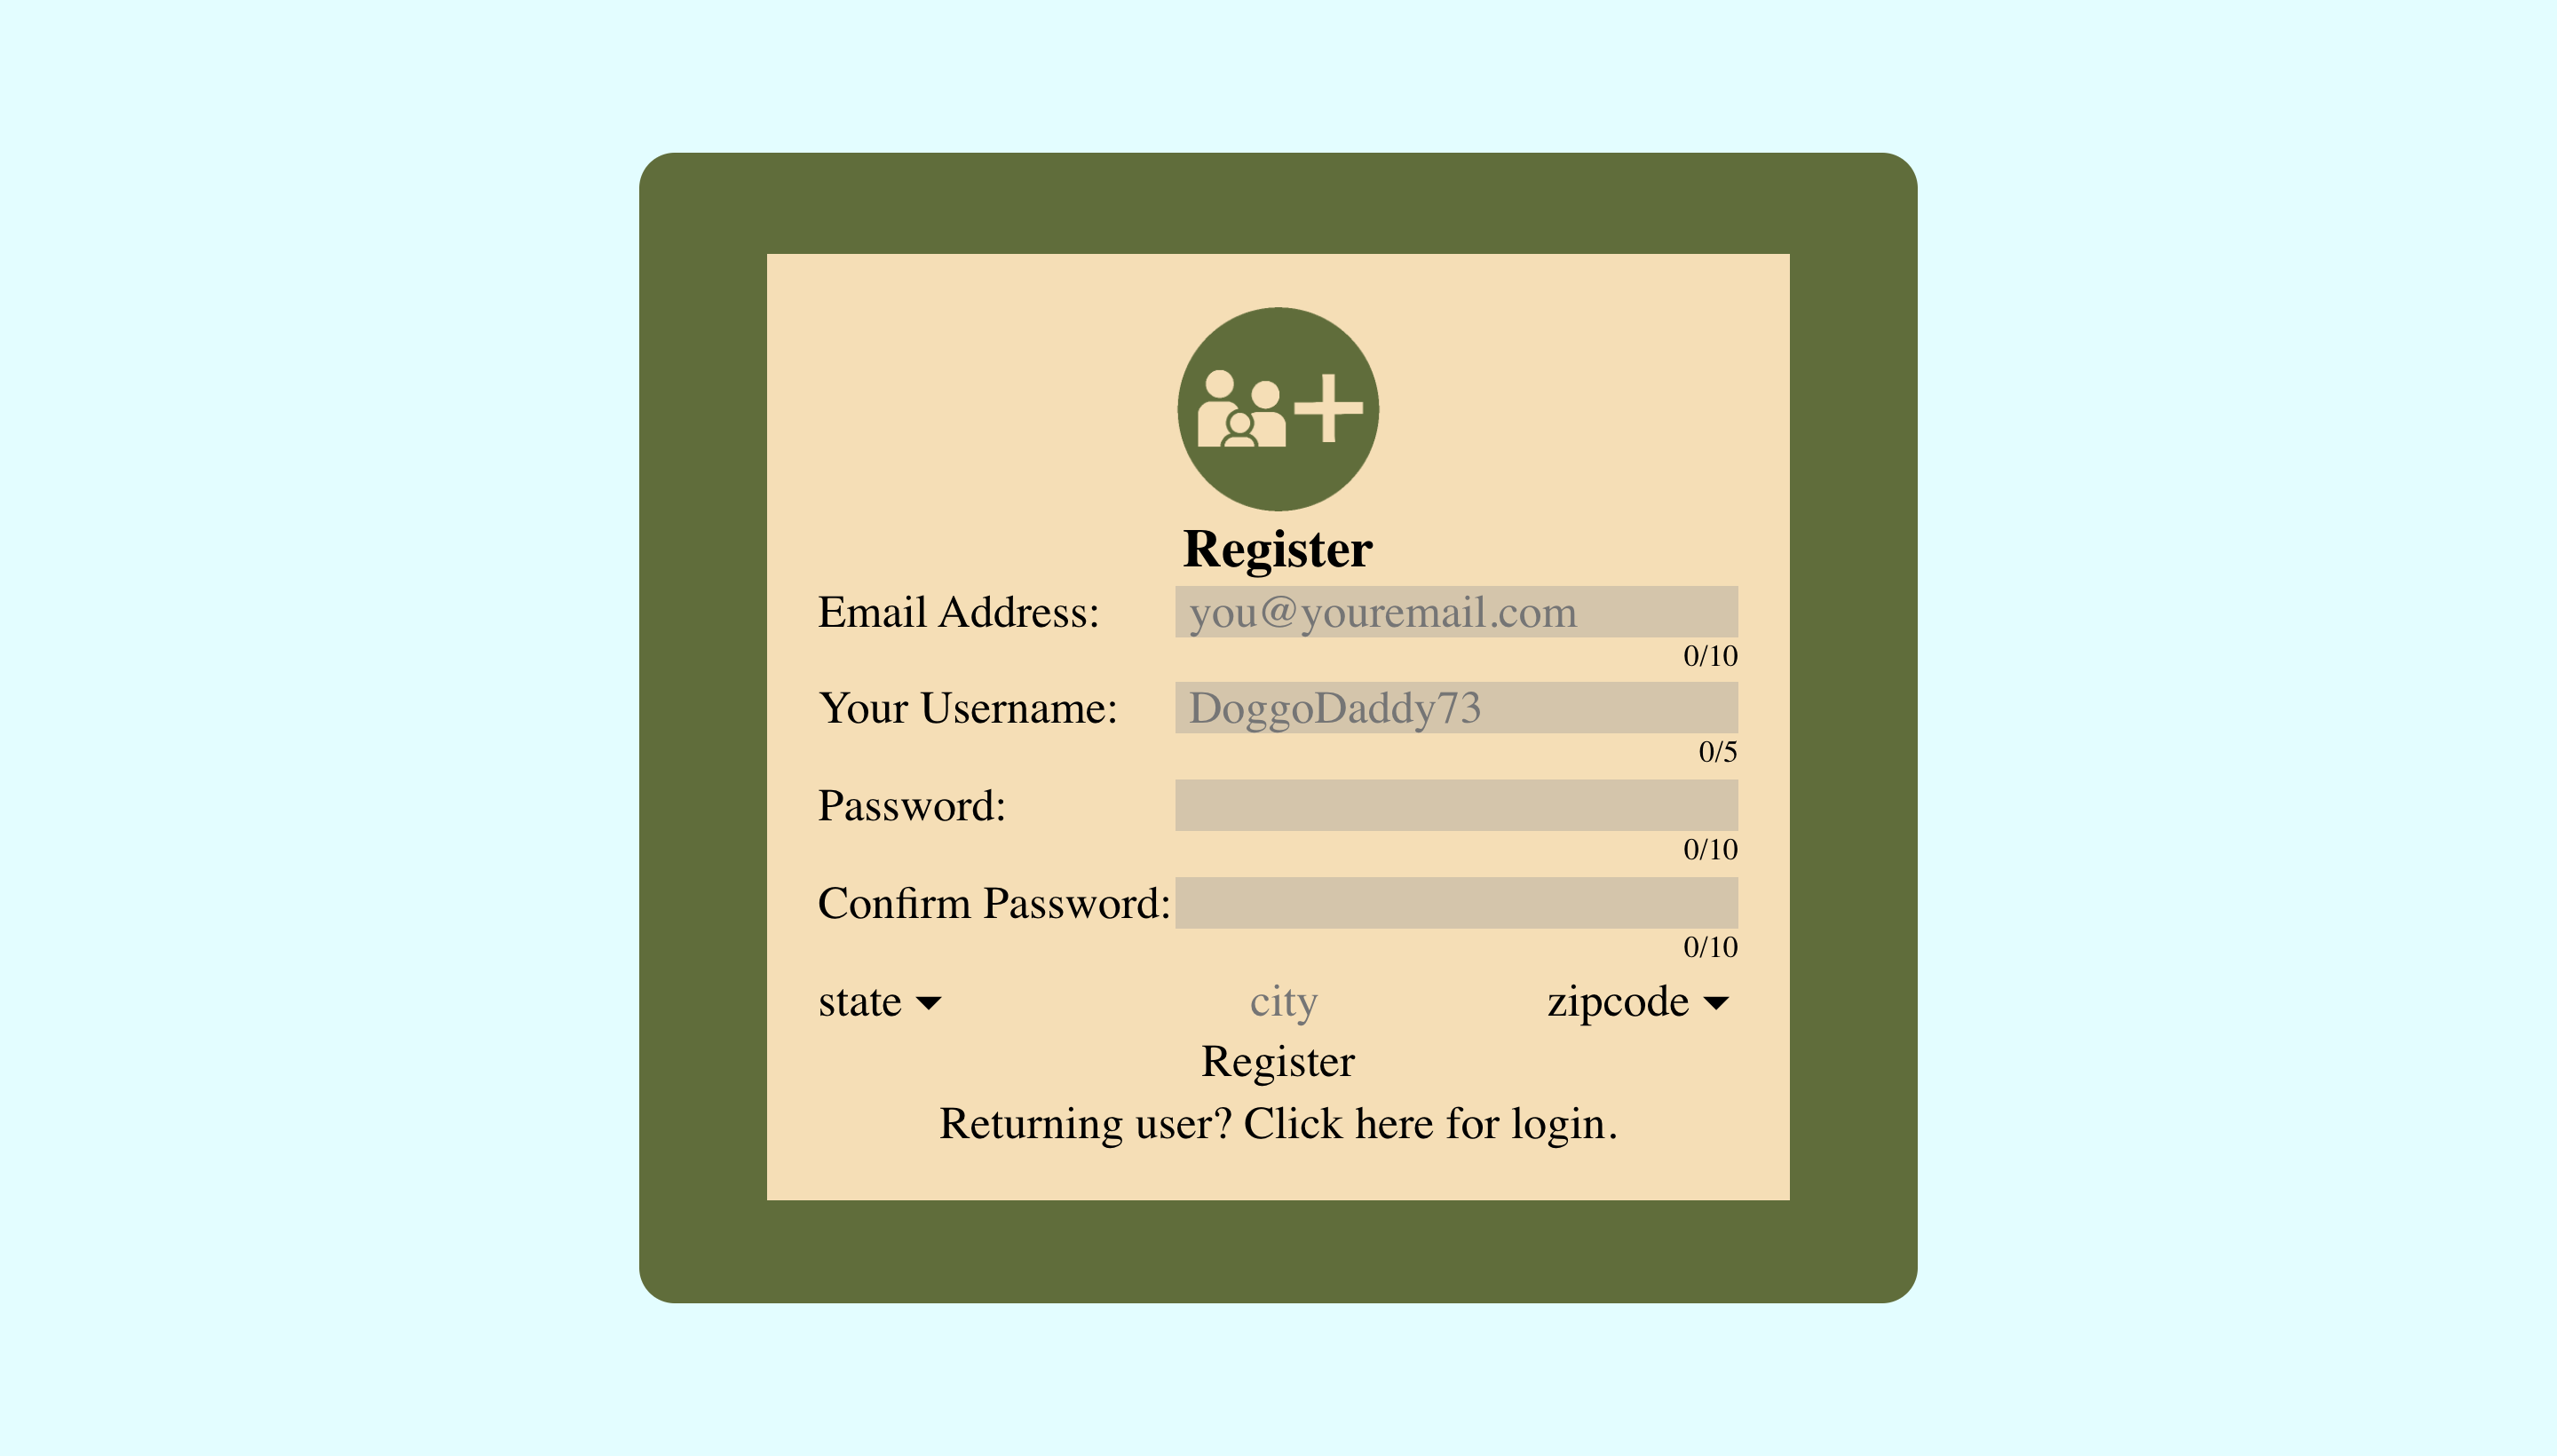 Register
Email Address: you@youremail.com
0/10
Your Username: DoggoDaddy73
0/5
Password:
0/10
Confirm Password:
0/10
state city zipcode
Register
Returning user? Click here for login.